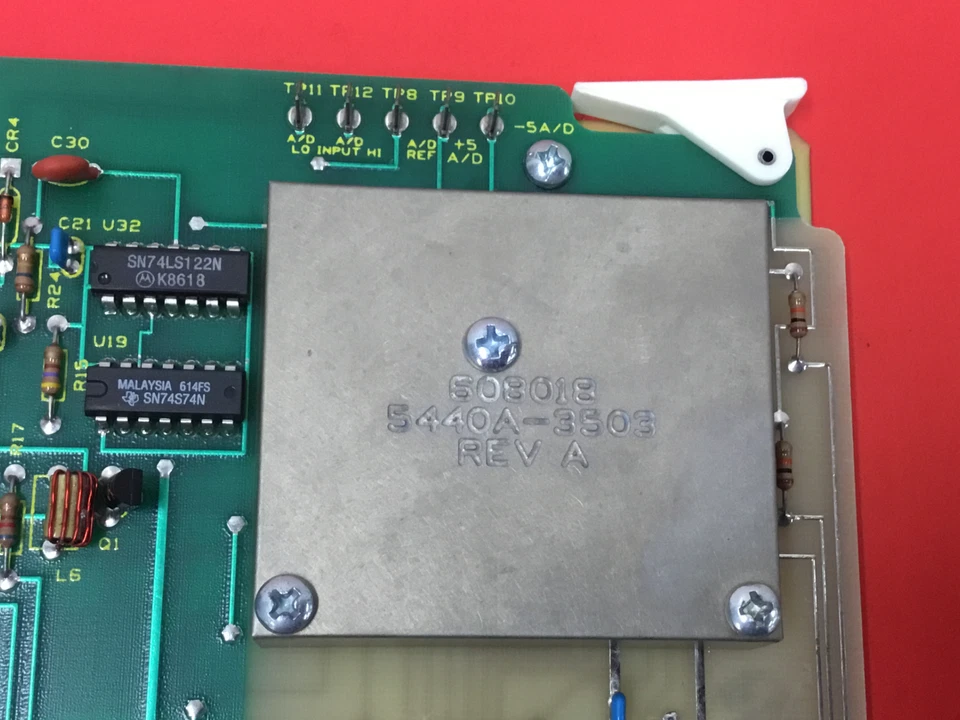 TP11 TP12 TP8 TP9 TP10
-5A/D
A/D A/D A/D +5
LO INPUT HI REF A/D
CR4
C30
C21 U32
SN74LS122N
K8618
R24
U19
R15
MALAYSIA 614FS
SN74S74N
608018
5440A-3503
REV A
R17
Q1
L6